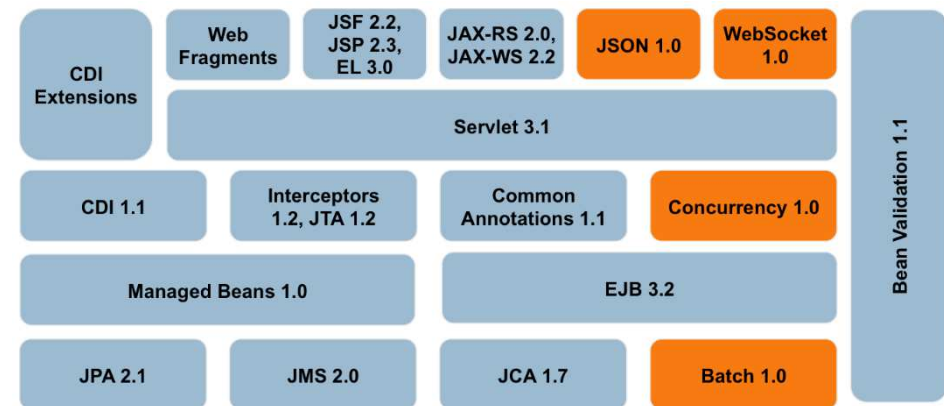 CDI
Extensions
Web
Fragments
JSF 2.2,
JSP 2.3,
EL 3.0
JAX-RS 2.0,
JAX-WS 2.2
JSON 1.0
WebSocket
1.0
Servlet 3.1
Bean Validation 1.1
CDI 1.1
Interceptors
1.2, JTA 1.2
Common
Annotations 1.1
Concurrency 1.0
Managed Beans 1.0
EJB 3.2
JPA 2.1
JMS 2.0
JCA 1.7
Batch 1.0